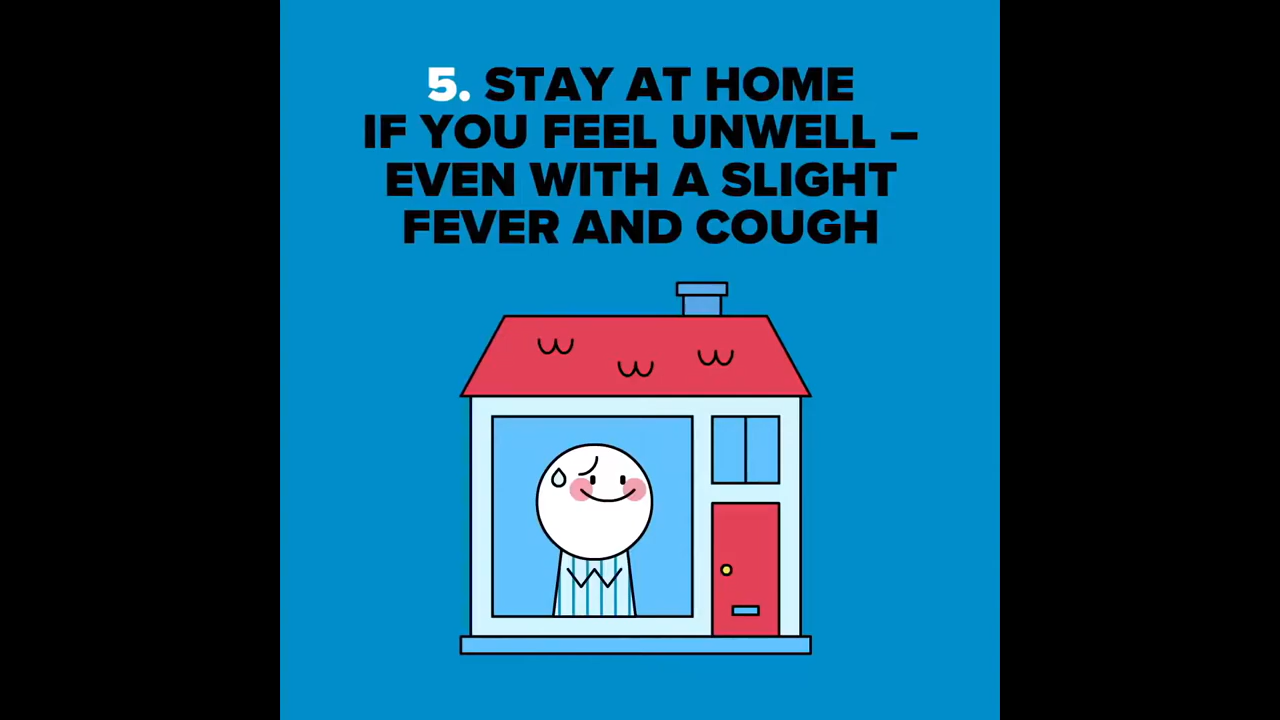 5. STAY AT HOME
IF YOU FEEL UNWELL –
EVEN WITH A SLIGHT
FEVER AND COUGH